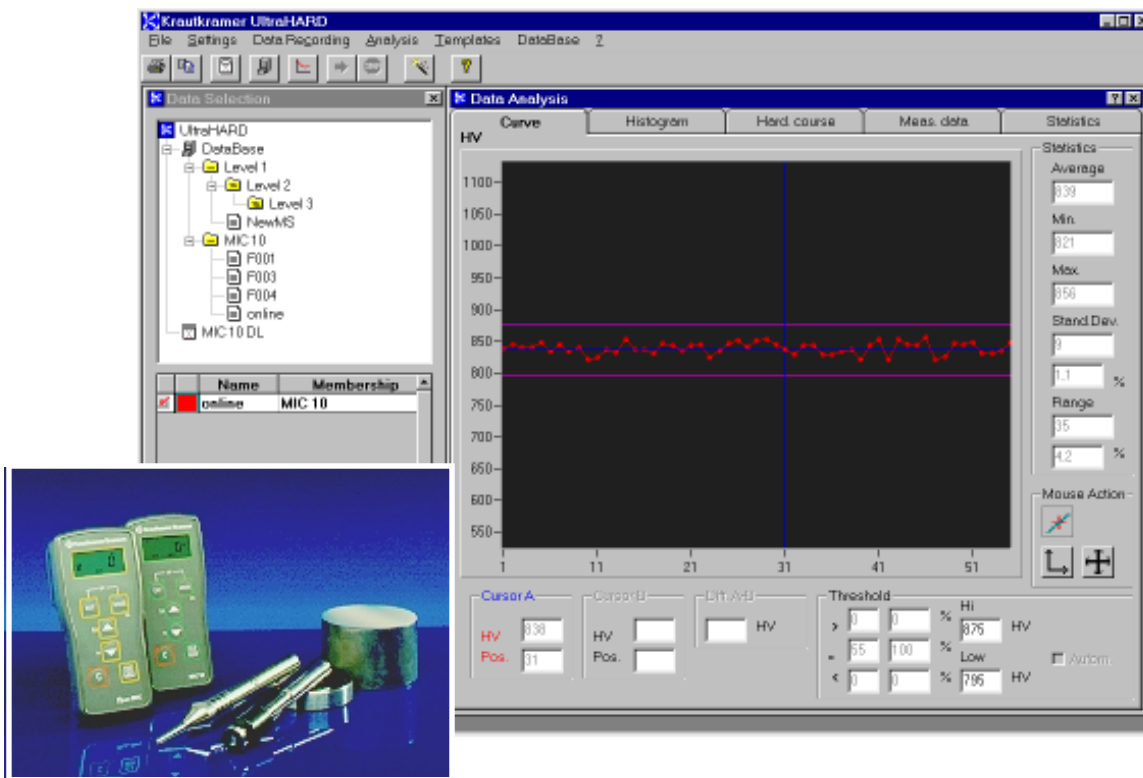 Krautkramer UltraHARD
File Settings Data Recording Analysis Templates DataBase ?
Data Selection
UltraHARD
DataBase
Level 1
Level 2
Level 3
NewMS
MIC10
F001
F003
F004
online
MIC10 DL
Name Membership
online MIC 10
Data Analysis
Curve Histogram Hard. course Meas. data Statistics
HV
1100
1050
1000
950
900
850
800
750
700
650
600
550
1 11 21 31 41 51
Statistics
Average
839
Min.
821
Max.
856
Stand.Dev.
9
1.1 %
Range
35
4.2 %
Mouse Action
Cursor A
HV 838
Pos. 31
Cursor B
HV
Pos.
Diff. A-B
HV
Threshold
> 0 0 % Hi 875 HV
= 55 100 % Low
< 0 0 % 795 HV
Autom.